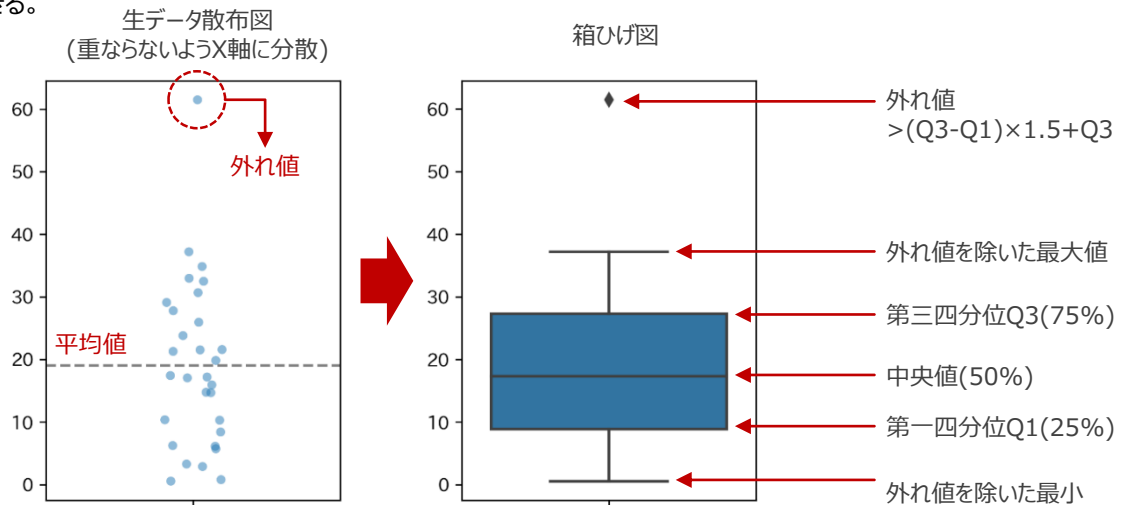 きる。
生データ散布図
(重ならないようX軸に分散)
60
50
40
30
20
10
0
外れ値
平均値
箱ひげ図
60
50
40
30
20
10
0
外れ値
>(Q3-Q1)×1.5+Q3
外れ値を除いた最大値
第三四分位Q3(75%)
中央値(50%)
第一四分位Q1(25%)
外れ値を除いた最小